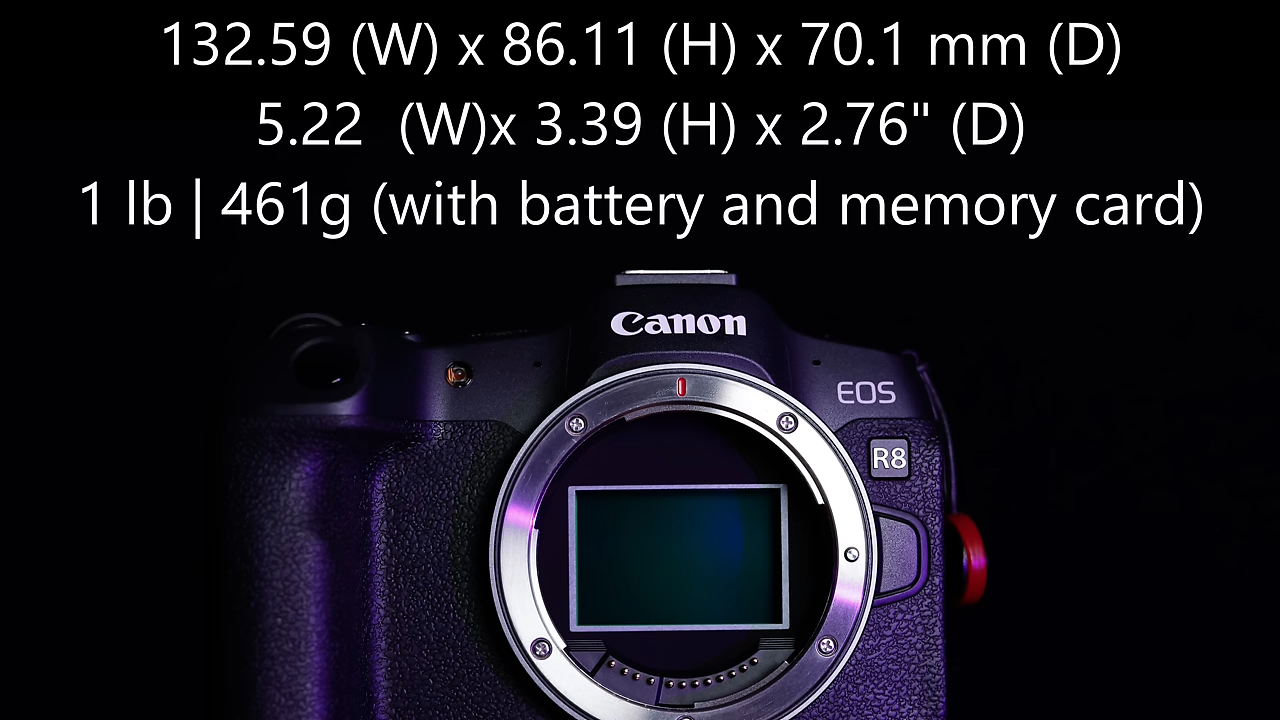 132.59 (W) x 86.11 (H) x 70.1 mm (D)
5.22  (W)x 3.39 (H) x 2.76" (D)
1 lb | 461g (with battery and memory card)
Canon
EOS
R8